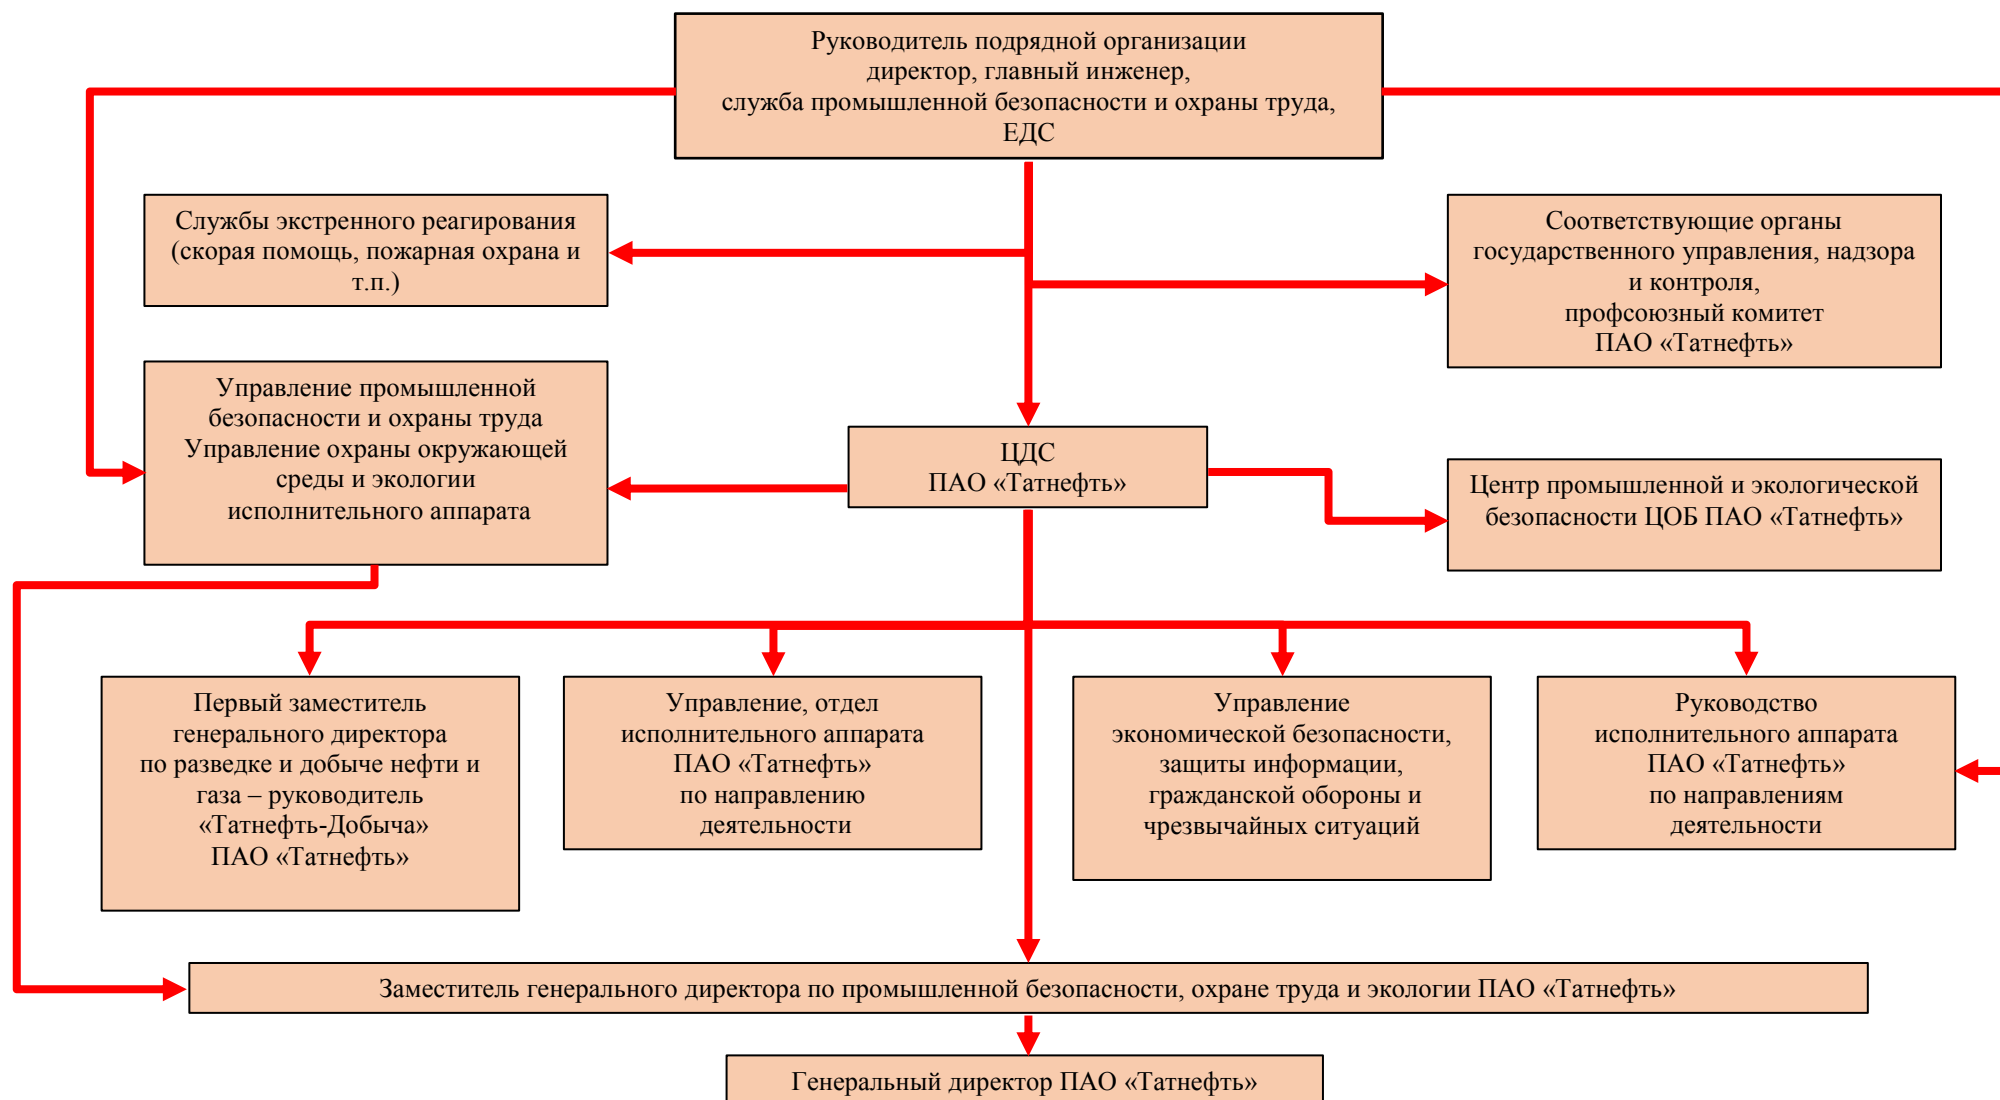 Руководитель подрядной организации
директор, главный инженер,
служба промышленной безопасности и охраны труда,
ЕДС
Службы экстренного реагирования
(скорая помощь, пожарная охрана и
т.п.)
Соответствующие органы
государственного управления, надзора
и контроля,
профсоюзный комитет
ПАО «Татнефть»
Управление промышленной
безопасности и охраны труда
Управление охраны окружающей
среды и экологии
исполнительного аппарата
ЦДС
ПАО «Татнефть»
Центр промышленной и экологической
безопасности ЦОБ ПАО «Татнефть»
Первый заместитель
генерального директора
по разведке и добыче нефти и
газа – руководитель
«Татнефть-Добыча»
ПАО «Татнефть»
Управление, отдел
исполнительного аппарата
ПАО «Татнефть»
по направлению
деятельности
Управление
экономической безопасности,
защиты информации,
гражданской обороны и
чрезвычайных ситуаций
Руководство
исполнительного аппарата
ПАО «Татнефть»
по направлениям
деятельности
Заместитель генерального директора по промышленной безопасности, охране труда и экологии ПАО «Татнефть»
Генеральный директор ПАО «Татнефть»